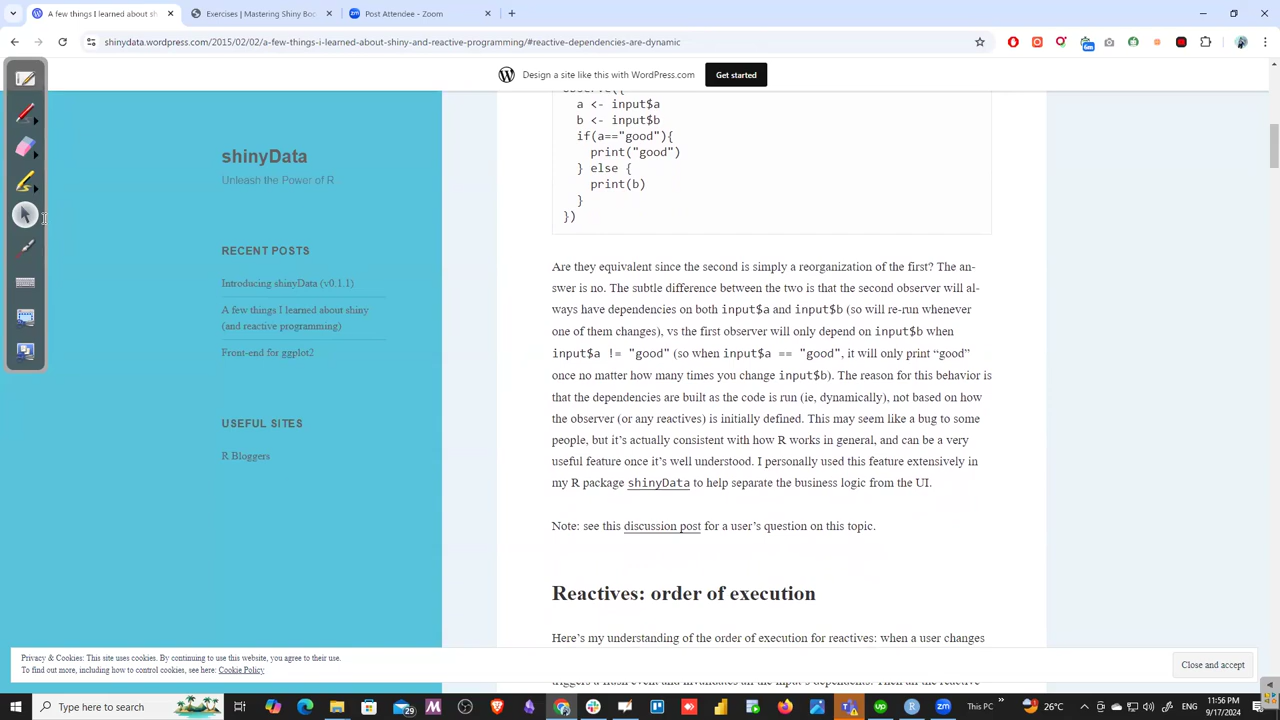 A few things I learned about sh
Exercises | Mastering Shiny Boo
Post Attendee - Zoom
shinydata.wordpress.com/2015/02/02/a-few-things-i-learned-about-shiny-and-reactive-programming/#reactive-dependencies-are-dynamic
Design a site like this with WordPress.com
Get started
shinyData
Unleash the Power of R
RECENT POSTS
Introducing shinyData (v0.1.1)
A few things I learned about shiny
(and reactive programming)
Front-end for ggplot2
USEFUL SITES
R Bloggers
observe({
a <- input$a
b <- input$b
if(a=="good"){
print("good")
} else {
print(b)
}
})
Are they equivalent since the second is simply a reorganization of the first? The an-
swer is no. The subtle difference between the two is that the second observer will al-
ways have dependencies on both input$a and input$b (so will re-run whenever
one of them changes), vs the first observer will only depend on input$b when
input$a != "good" (so when input$a == "good", it will only print “good”
once no matter how many times you change input$b). The reason for this behavior is
that the dependencies are built as the code is run (ie, dynamically), not based on how
the observer (or any reactives) is initially defined. This may seem like a bug to some
people, but it’s actually consistent with how R works in general, and can be a very
useful feature once it’s well understood. I personally used this feature extensively in
my R package shinyData to help separate the business logic from the UI.
Note: see this discussion post for a user’s question on this topic.
Reactives: order of execution
Here’s my understanding of the order of execution for reactives: when a user changes
Privacy & Cookies: This site uses cookies. By continuing to use this website, you agree to their use.
To find out more, including how to control cookies, see here: Cookie Policy
Close and accept
triggers a flush event and invalidates all the input’s dependents. Then all the reactive
Type here to search
This PC
26°C
11:56 PM
9/17/2024